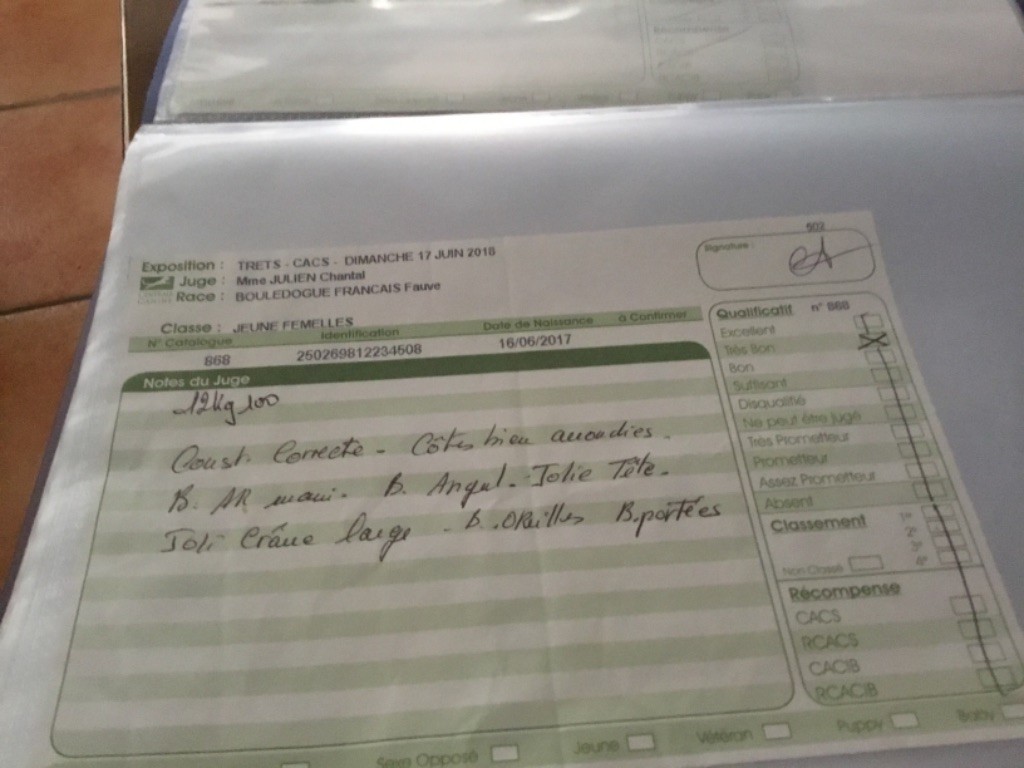 502
Exposition : TRETS - CACS - DIMANCHE 17 JUIN 2018
Juge : Mme JULIEN Chantal
Race : BOULEDOGUE FRANCAIS Fauve
Signature :
Classe : JEUNE FEMELLES
N° Catalogue Identification Date de Naissance à Confirmer
868 250269812234508 16/06/2017
Notes du Juge
12kg100
Const. Correcte - Côtes bien arrondies.
B. AR main. B. Angul. Jolie Tête.
Joli Crâne large - B. OReilles B.portées
Qualificatif n° 868
Excellent
Très Bon
Bon
Suffisant
Disqualifié
Ne peut être jugé
Très Prometteur
Prometteur
Assez Prometteur
Absent
Classement 1er
2e
3e
4e
Non Classé
Récompense
CACS
RCACS
CACIB
RCACIB
Sexe Opposé Jeune Vétéran Puppy Baby